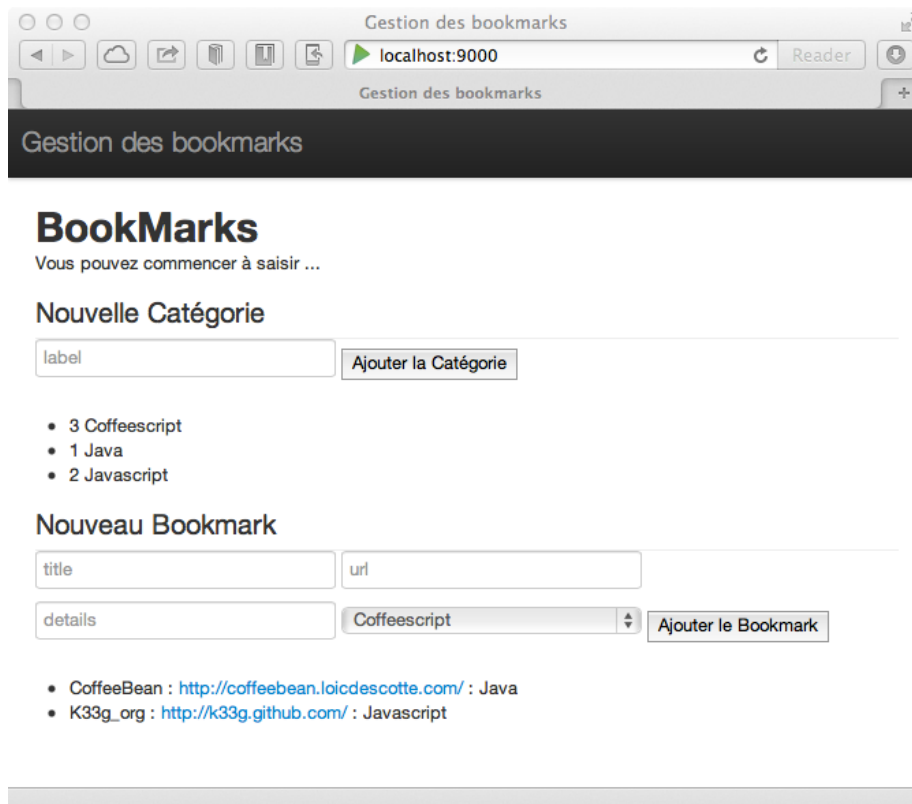 Gestion des bookmarks
localhost:9000
Reader
Gestion des bookmarks
Gestion des bookmarks
BookMarks
Vous pouvez commencer à saisir ...
Nouvelle Catégorie
label Ajouter la Catégorie
• 3 Coffeescript
• 1 Java
• 2 Javascript
Nouveau Bookmark
title url
details Coffeescript Ajouter le Bookmark
• CoffeeBean : http://coffeebean.loicdescotte.com/ : Java
• K33g_org : http://k33g.github.com/ : Javascript